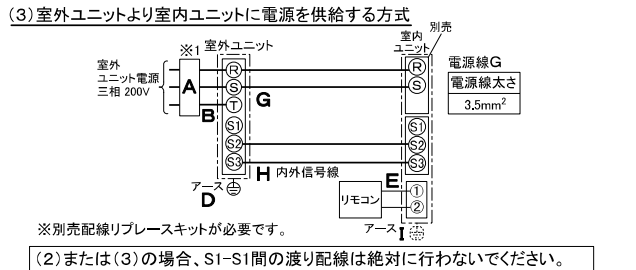 (3)室外ユニットより室内ユニットに電源を供給する方式
※1
室外ユニット
室内
ユニット
別売
室外
ユニット電源
三相 200V
A
B
R
S
T
S1
S2
S3
G
H 内外信号線
アース
D
R
S
S1
S2
S3
E
リモコン
①
②
アース I
電源線G
電源線太さ
3.5mm²
※別売配線リプレースキットが必要です。
(2)または(3)の場合、S1-S1間の渡り配線は絶対に行わないでください。